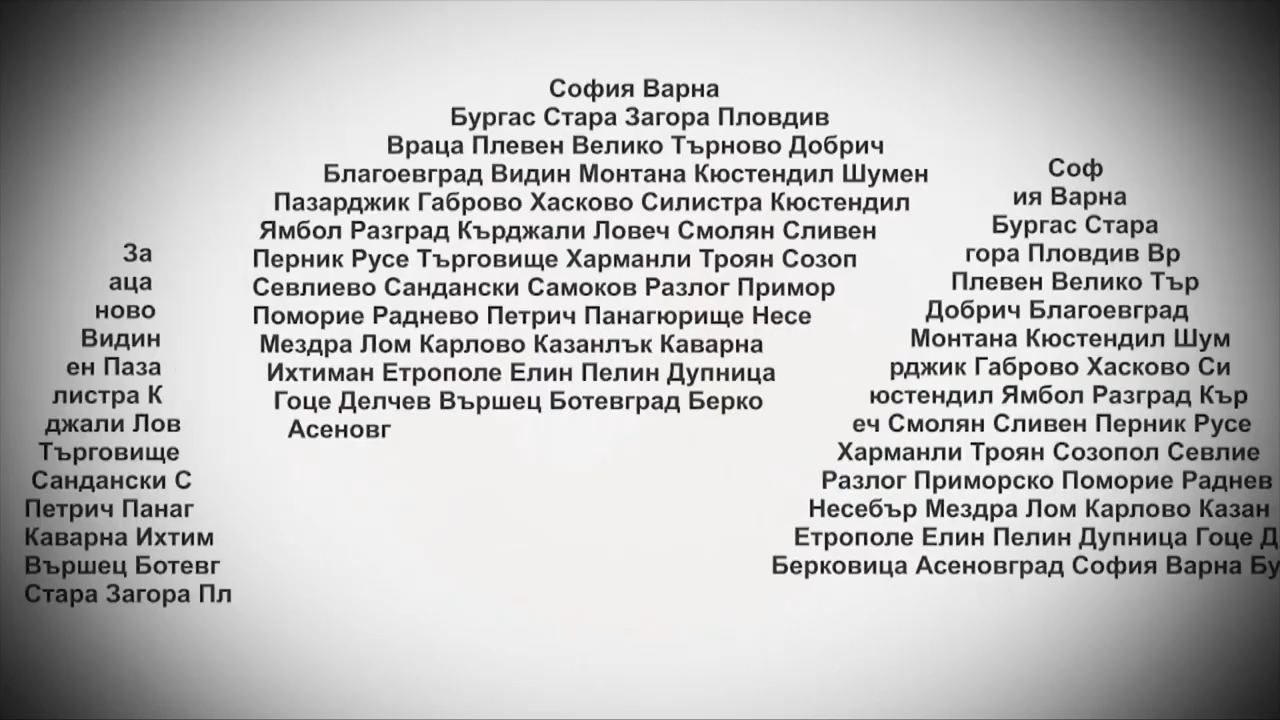 София Варна
Бургас Стара Загора Пловдив
Враца Плевен Велико Търново Добрич
Благоевград Видин Монтана Кюстендил Шумен
Пазарджик Габрово Хасково Силистра Кюстендил
Ямбол Разград Кърджали Ловеч Смолян Сливен
Перник Русе Търговище Харманли Троян Созоп
Севлиево Сандански Самоков Разлог Примор
Поморие Раднево Петрич Панагюрище Несе
Мездра Лом Карлово Казанлък Каварна
Ихтиман Етрополе Елин Пелин Дупница
Гоце Делчев Вършец Ботевград Берко
Асеновг
За
аца
ново
Видин
ен Паза
листра К
джали Лов
Търговище
Сандански С
Петрич Панаг
Каварна Ихтим
Вършец Ботевг
Стара Загора Пл
Соф
ия Варна
Бургас Стара
гора Пловдив Вр
Плевен Велико Тър
Добрич Благоевград
Монтана Кюстендил Шум
рджик Габрово Хасково Си
юстендил Ямбол Разград Кър
еч Смолян Сливен Перник Русе
Харманли Троян Созопол Севлие
Разлог Приморско Поморие Раднев
Несебър Мездра Лом Карлово Казан
Етрополе Елин Пелин Дупница Гоце Д
Берковица Асеновград София Варна Бу